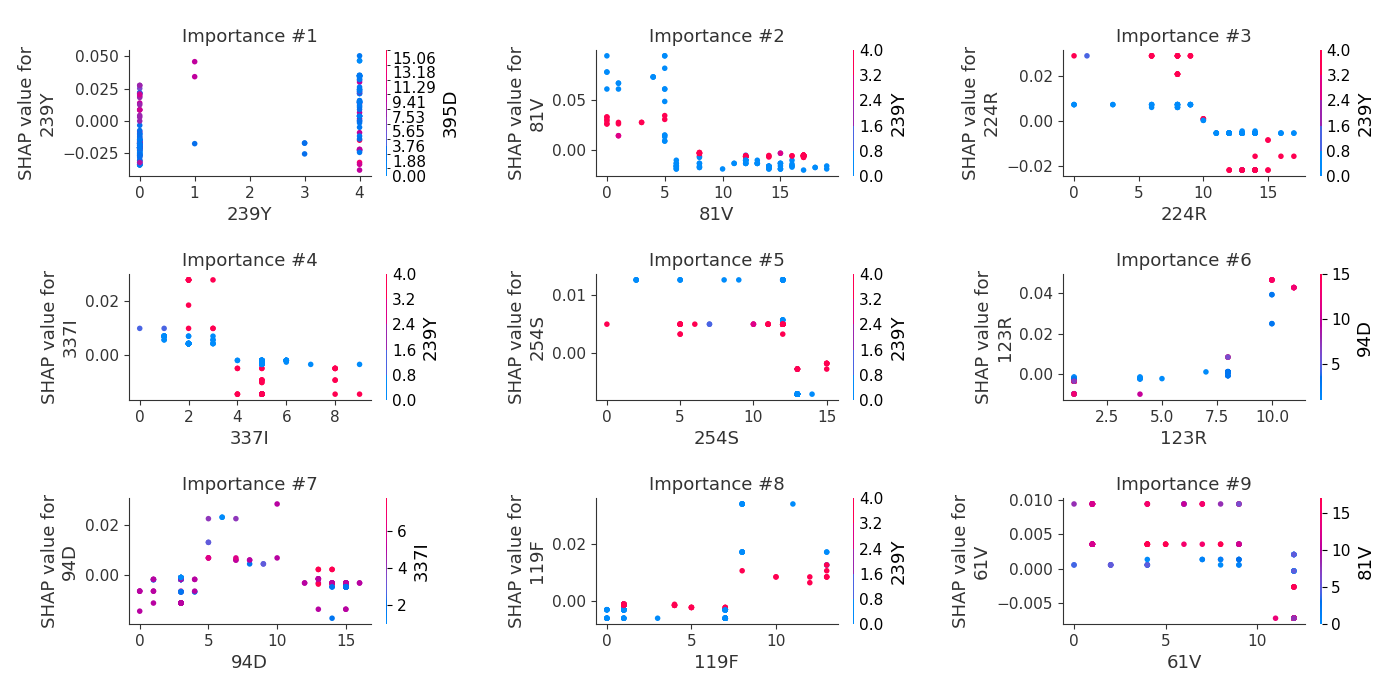 Importance #1
SHAP value for
239Y
0.050
0.025
0.000
−0.025
0 1 2 3 4
239Y
15.06
13.18
11.29
9.41
7.53
5.65
3.76
1.88
0.00
395D
Importance #2
SHAP value for
81V
0.05
0.00
0 5 10 15
81V
4.0
3.2
2.4
1.6
0.8
0.0
239Y
Importance #3
SHAP value for
224R
0.02
0.00
−0.02
0 5 10 15
224R
4.0
3.2
2.4
1.6
0.8
0.0
239Y
Importance #4
SHAP value for
337I
0.02
0.00
0 2 4 6 8
337I
4.0
3.2
2.4
1.6
0.8
0.0
239Y
Importance #5
SHAP value for
254S
0.01
0.00
0 5 10 15
254S
4.0
3.2
2.4
1.6
0.8
0.0
239Y
Importance #6
SHAP value for
123R
0.04
0.02
0.00
2.5 5.0 7.5 10.0
123R
15
10
5
94D
Importance #7
SHAP value for
94D
0.02
0.00
0 5 10 15
94D
6
4
2
337I
Importance #8
SHAP value for
119F
0.02
0.00
0 5 10
119F
4.0
3.2
2.4
1.6
0.8
0.0
239Y
Importance #9
SHAP value for
61V
0.010
0.005
0.000
−0.005
0 5 10
61V
15
10
5
0
81V